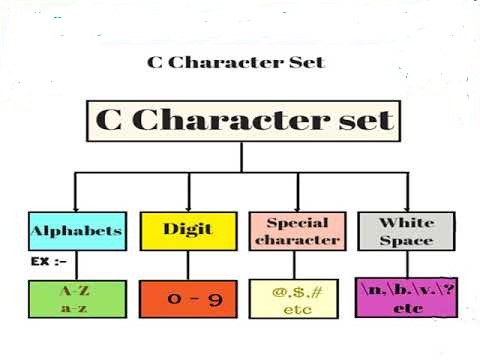 C Character Set
C Character set
Alphabets
Digit
Special
character
White
Space
EX :-
A-Z
a-z
0 - 9
@,$,#
etc
\n,\b.\v.\?
etc